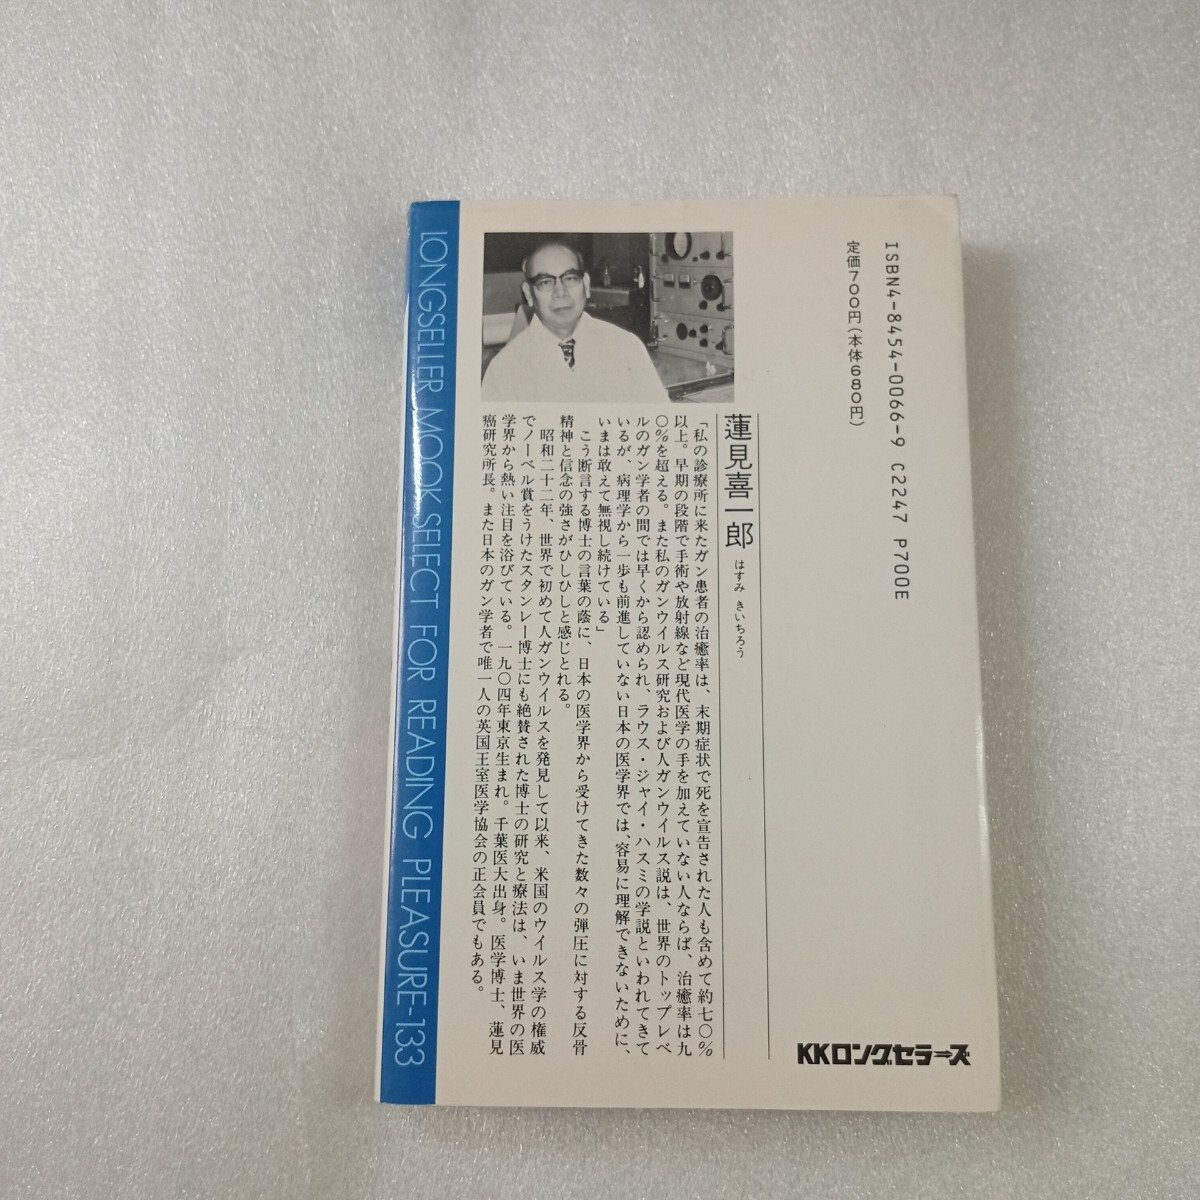 ISBN4-8454-0066-9 C2247 P700E
定価700円(本体680円)
蓮見喜一郎
はすみ きいちろう
「私の診療所に来たガン患者の治癒率は、末期症状で死を宣告された人も含めて約七〇%
以上。早期の段階で手術や放射線など現代医学の手を加えていない人ならば、治癒率は九
〇%を超える。また私のガンウイルス研究および人ガンウイルス説は、世界のトップレベ
ルのガン学者の間では早くから認められ、ラウス・ジャイ・ハスミの学説といわれてきて
いるが、病理学から一歩も前進していない日本の医学界では、容易に理解できないために、
いまは敢えて無視し続けている」
こう断言する博士の言葉の蔭に、日本の医学界から受けてきた数々の弾圧に対する反骨
精神と信念の強さがひしひしと感じとれる。
昭和二十二年、世界で初めて人ガンウイルスを発見して以来、米国のウイルス学の権威
でノーベル賞をうけたスタンレー博士にも絶賛された博士の研究と療法は、いま世界の医
学界から熱い注目を浴びている。一九〇四年東京生まれ。千葉医大出身。医学博士、蓮見
癌研究所長。また日本のガン学者で唯一人の英国王室医学協会の正会員でもある。
KKロングセラーズ
LONGSELLER MOOK SELECT FOR READING PLEASURE-133